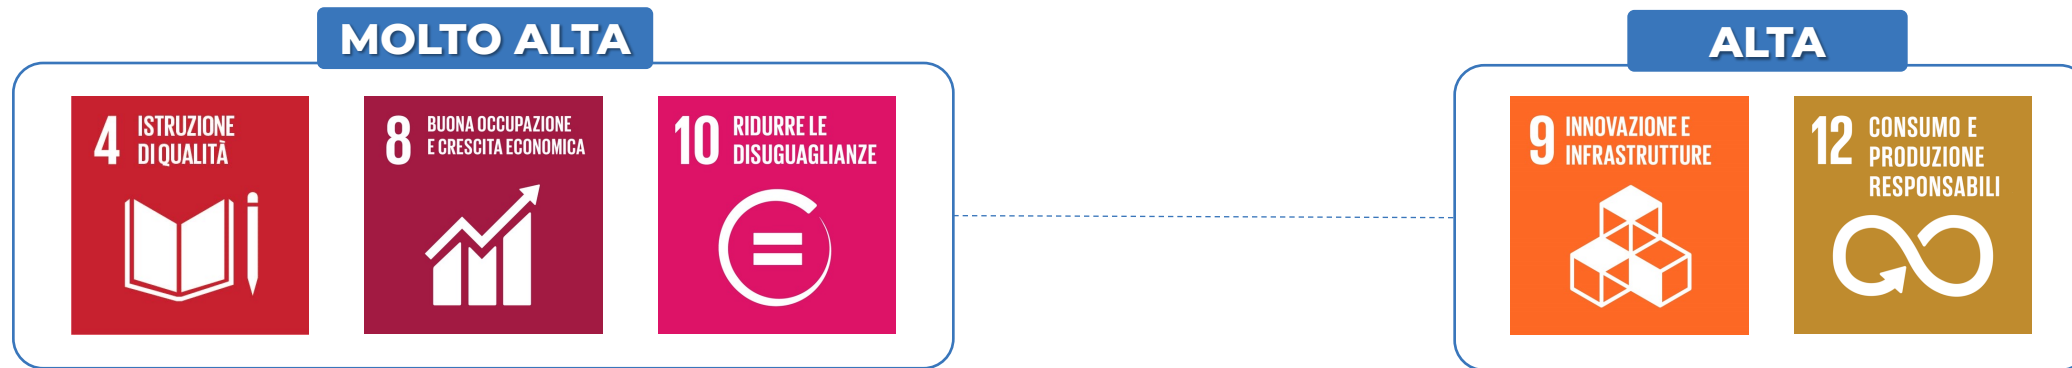 MOLTO ALTA
4 ISTRUZIONE
DI QUALITÀ
8 BUONA OCCUPAZIONE
E CRESCITA ECONOMICA
10 RIDURRE LE
DISUGUAGLIANZE
ALTA
9 INNOVAZIONE E
INFRASTRUTTURE
12 CONSUMO E
PRODUZIONE
RESPONSABILI